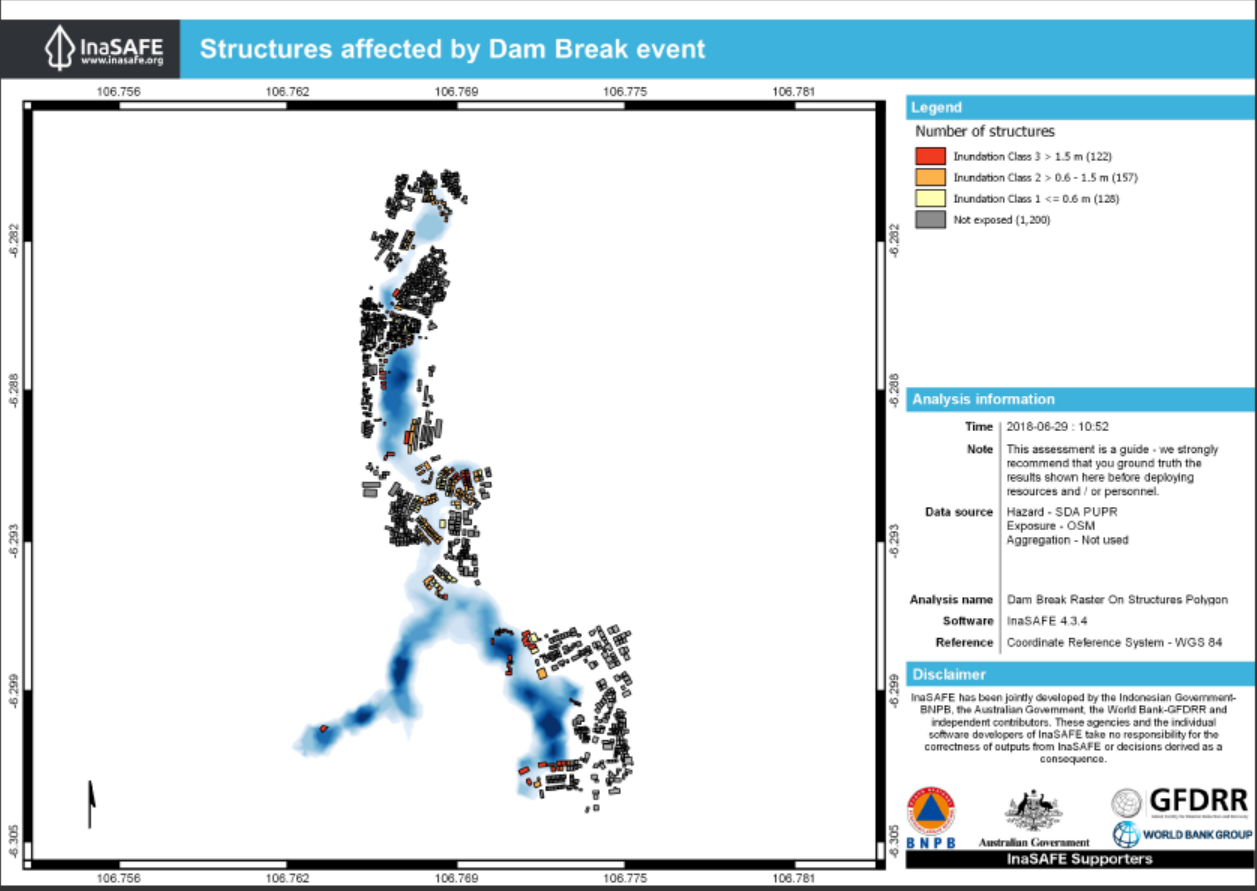 InaSAFE
www.inasafe.org
Structures affected by Dam Break event
106.756
106.762
106.769
106.775
106.781
-6.282
-6.288
-6.293
-6.299
-6.305
-6.282
-6.288
-6.293
-6.299
-6.305
106.756
106.762
106.769
106.775
106.781
Legend
Number of structures
Inundation Class 3 > 1.5 m (122)
Inundation Class 2 > 0.6 - 1.5 m (157)
Inundation Class 1 <= 0.6 m (128)
Not exposed (1,200)
Analysis information
Time 2018-06-29 : 10:52
Note This assessment is a guide - we strongly
recommend that you ground truth the
results shown here before deploying
resources and / or personnel.
Data source Hazard - SDA PUPR
Exposure - OSM
Aggregation - Not used
Analysis name Dam Break Raster On Structures Polygon
Software InaSAFE 4.3.4
Reference Coordinate Reference System - WGS 84
Disclaimer
InaSAFE has been jointly developed by the Indonesian Government-
BNPB, the Australian Government, the World Bank-GFDRR and
independent contributors. These agencies and the individual
software developers of InaSAFE take no responsibility for the
correctness of outputs from InaSAFE or decisions derived as a
consequence.
BNPB
Australian Government
GFDRR
WORLD BANK GROUP
InaSAFE Supporters